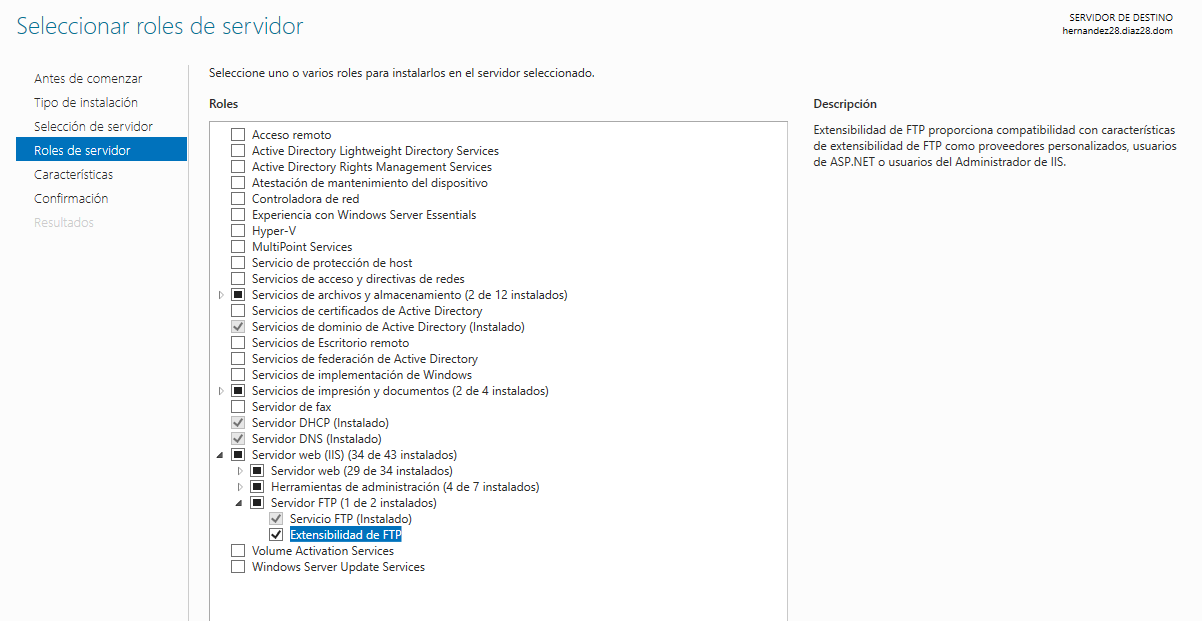 Seleccionar roles de servidor
SERVIDOR DE DESTINO
hernandez28.diaz28.dom
Antes de comenzar
Tipo de instalación
Selección de servidor
Roles de servidor
Características
Confirmación
Resultados
Seleccione uno o varios roles para instalarlos en el servidor seleccionado.
Roles
Acceso remoto
Active Directory Lightweight Directory Services
Active Directory Rights Management Services
Atestación de mantenimiento del dispositivo
Controladora de red
Experiencia con Windows Server Essentials
Hyper-V
MultiPoint Services
Servicio de protección de host
Servicios de acceso y directivas de redes
Servicios de archivos y almacenamiento (2 de 12 instalados)
Servicios de certificados de Active Directory
Servicios de dominio de Active Directory (Instalado)
Servicios de Escritorio remoto
Servicios de federación de Active Directory
Servicios de implementación de Windows
Servicios de impresión y documentos (2 de 4 instalados)
Servidor de fax
Servidor DHCP (Instalado)
Servidor DNS (Instalado)
Servidor web (IIS) (34 de 43 instalados)
Servidor web (29 de 34 instalados)
Herramientas de administración (4 de 7 instalados)
Servidor FTP (1 de 2 instalados)
Servicio FTP (Instalado)
Extensibilidad de FTP
Volume Activation Services
Windows Server Update Services
Descripción
Extensibilidad de FTP proporciona compatibilidad con características
de extensibilidad de FTP como proveedores personalizados, usuarios
de ASP.NET o usuarios del Administrador de IIS.